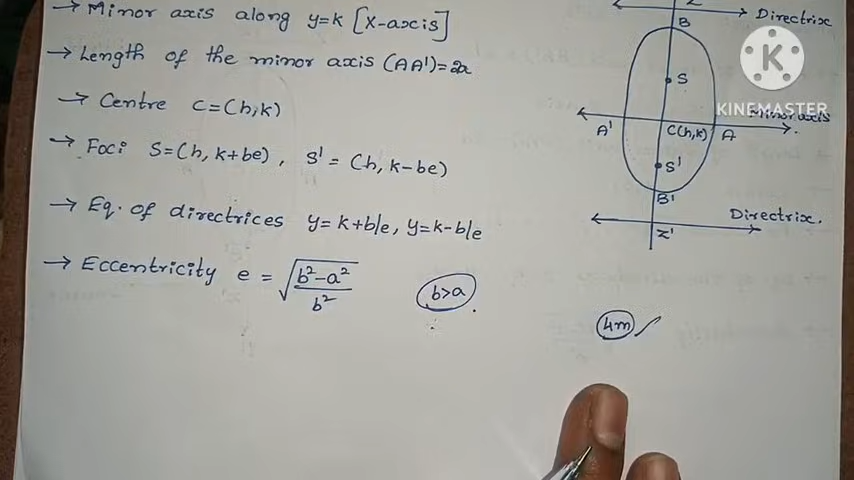 → Minor axis along y=k [X-axis]
→ Length of the minor axis (AA')=2a
→ Centre C=(h,k)
→ Foci S=(h, k+be), S' = (h, k-be)
→ Eq. of directrices y=k+b/e, y=k-b/e
→ Eccentricity e = √((b²-a²)/b²)
b>a
4m
Directrix
B
S
KINEMASTER
Minor axis
A' C(h,k) A
S'
B'
Directrix.
Z'